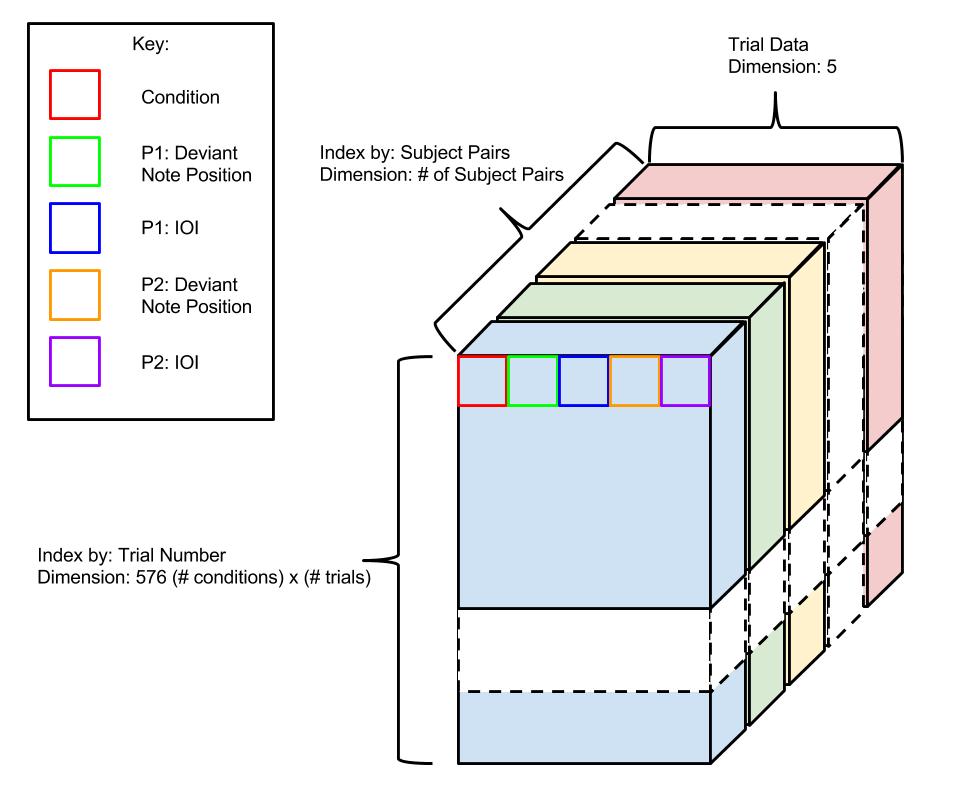 Key:
Condition
P1: Deviant
Note Position
P1: IOI
P2: Deviant
Note Position
P2: IOI
Trial Data
Dimension: 5
Index by: Subject Pairs
Dimension: # of Subject Pairs
Index by: Trial Number
Dimension: 576 (# conditions) x (# trials)